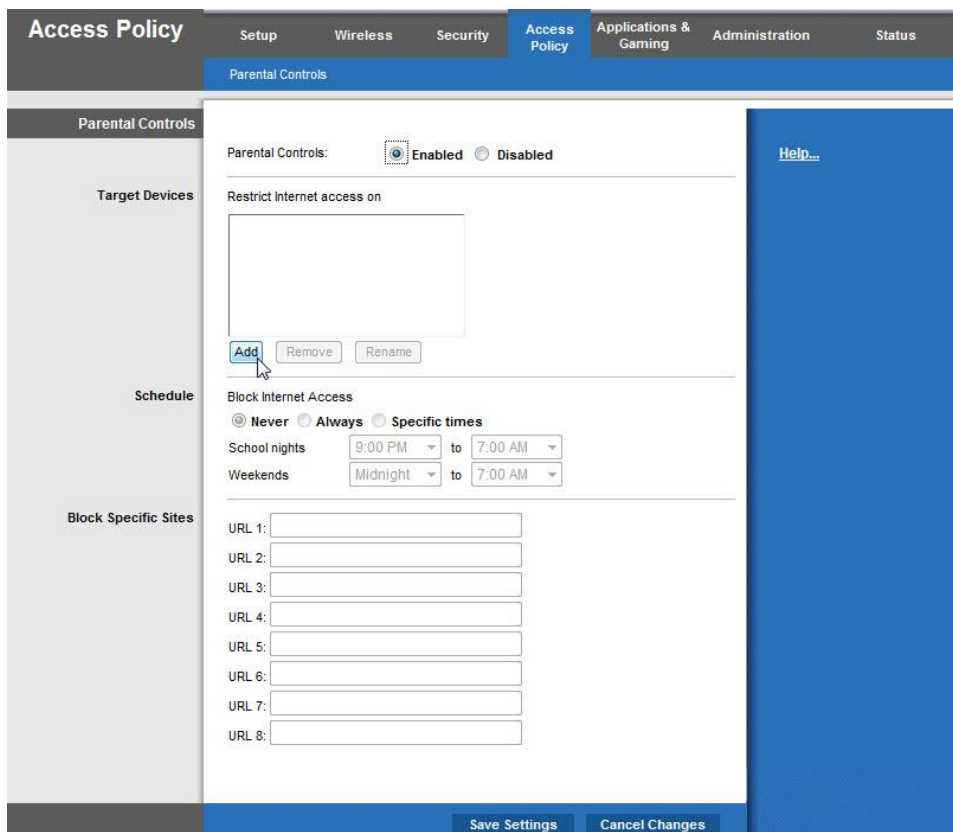 Access Policy
Setup Wireless Security Access Policy Applications & Gaming Administration Status
Parental Controls
Parental Controls
Parental Controls: Enabled Disabled
Help...
Target Devices
Restrict Internet access on
Add Remove Rename
Schedule
Block Internet Access
Never Always Specific times
School nights 9:00 PM to 7:00 AM
Weekends Midnight to 7:00 AM
Block Specific Sites
URL 1:
URL 2:
URL 3:
URL 4:
URL 5:
URL 6:
URL 7:
URL 8:
Save Settings Cancel Changes